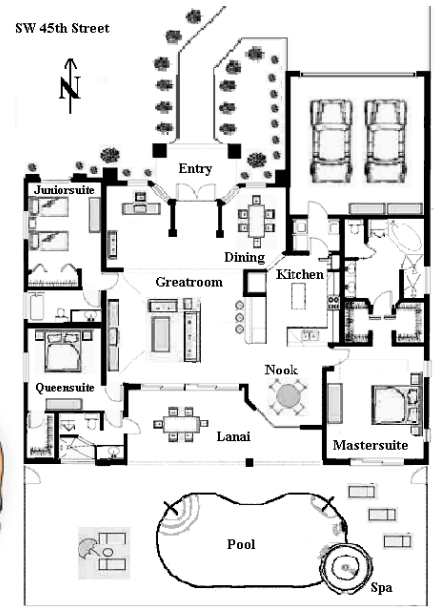 SW 45th Street
N
Entry
Juniorsuite
Dining
Kitchen
Greatroom
Nook
Queensuite
Lanai
Mastersuite
Pool
Spa